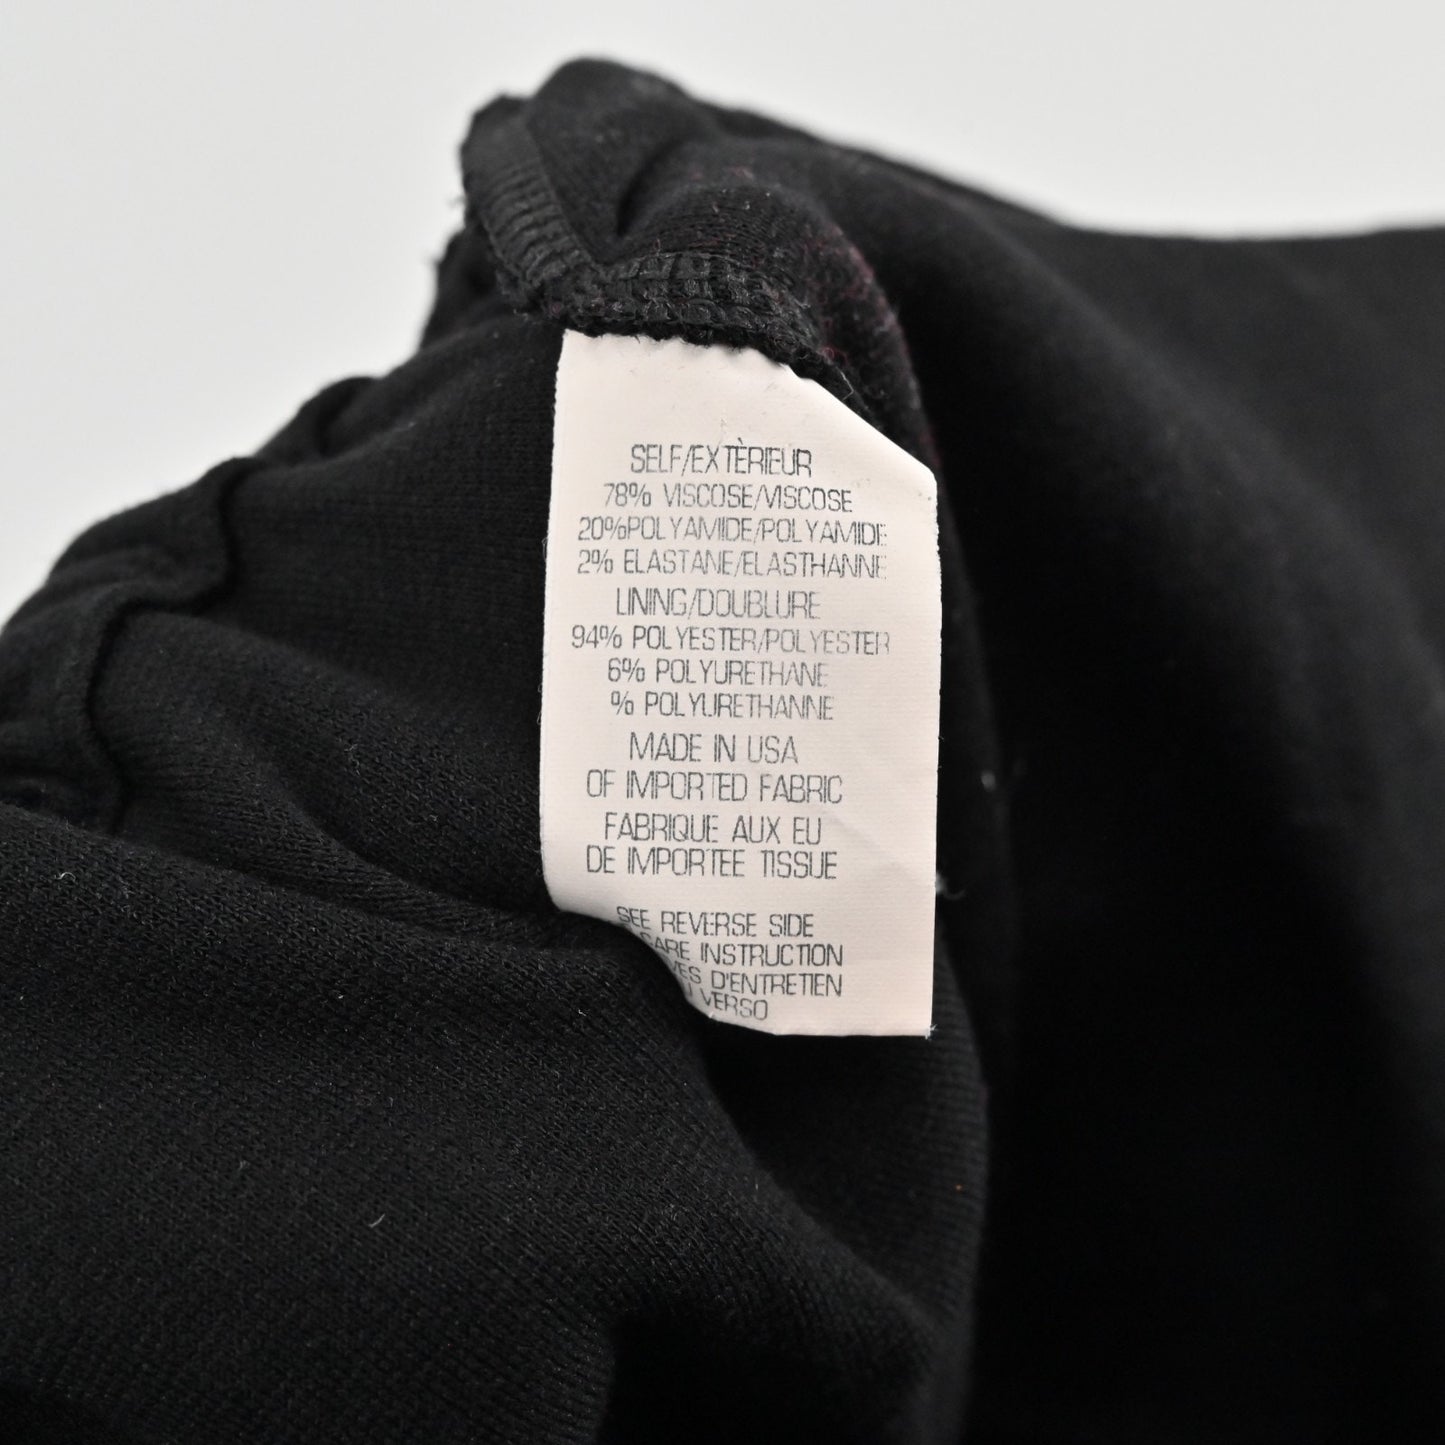 SELF/EXTÈRIEUR
78% VISCOSE/VISCOSE
20%POLYAMIDE/POLYAMIDE
2% ELASTANE/ELASTHANNE
LINING/DOUBLURE
94% POLYESTER/POLYESTER
6% POLYURETHANE
% POLYURETHANNE
MADE IN USA
OF IMPORTED FABRIC
FABRIQUE AUX EU
DE IMPORTEE TISSUE
SEE REVERSE SIDE
CARE INSTRUCTION
D'ENTRETIEN
VERSO